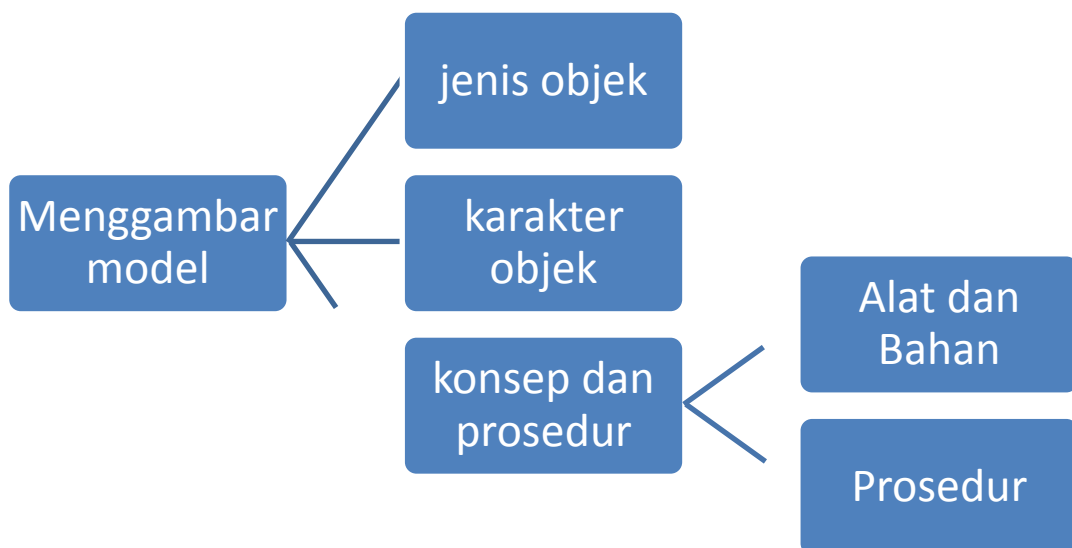 jenis objek
Menggambar
model
karakter
objek
konsep dan
prosedur
Alat dan
Bahan
Prosedur